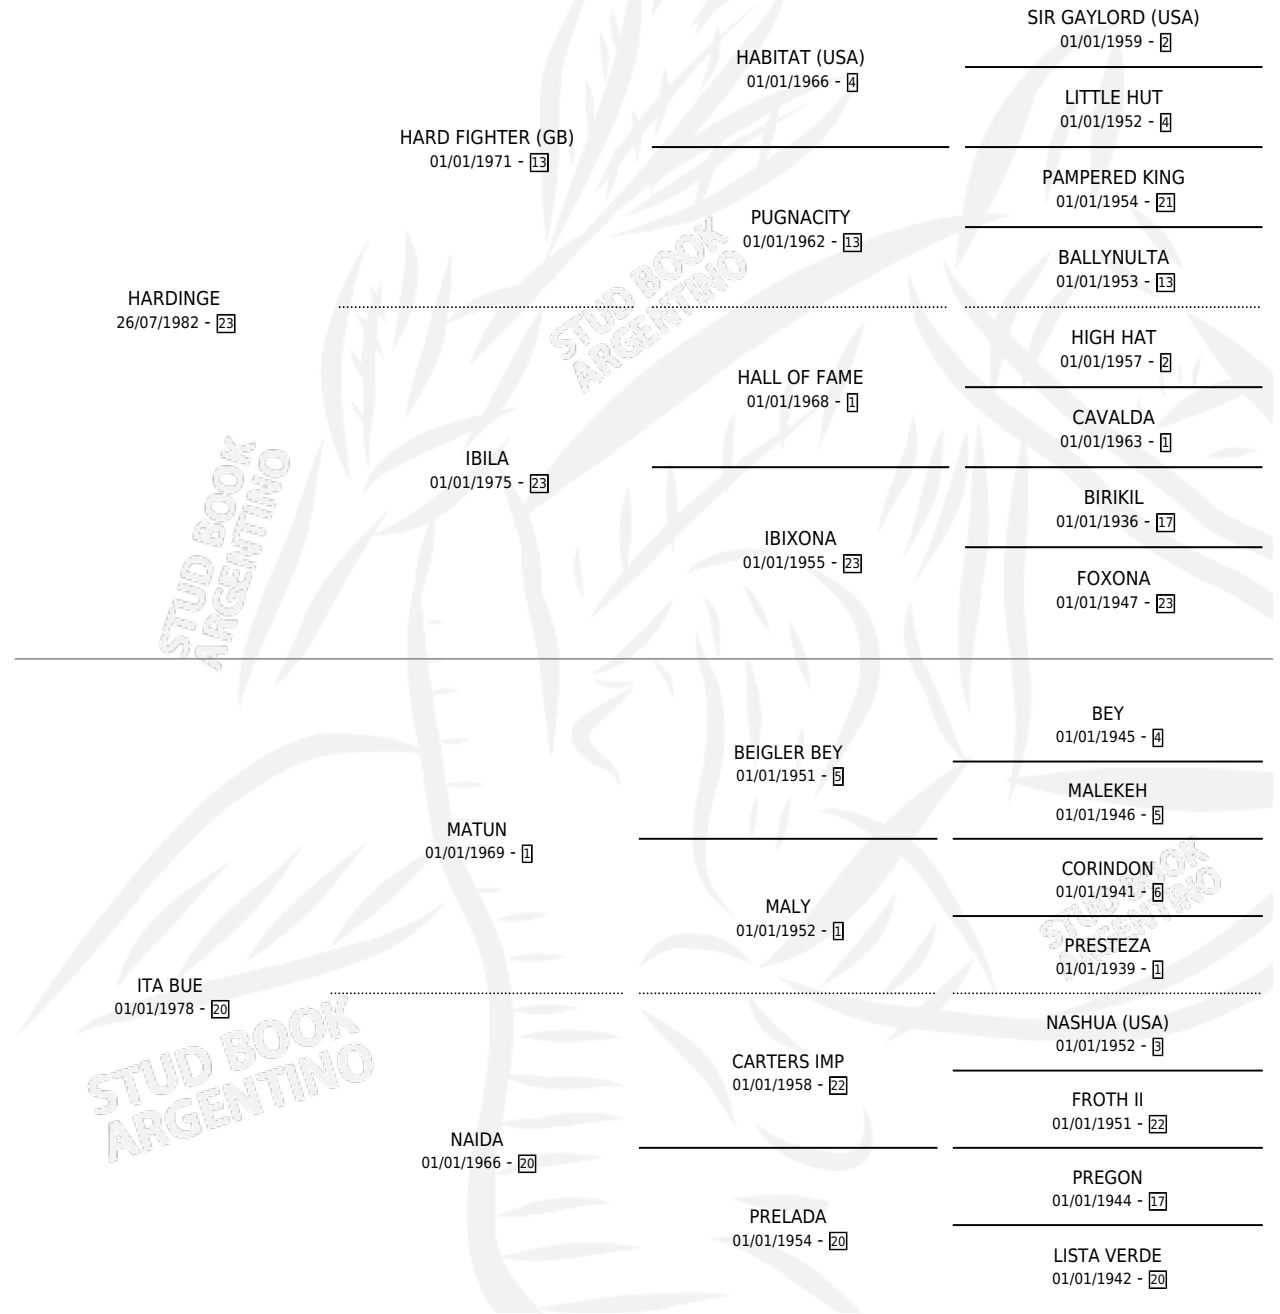 SIR GAYLORD (USA)
01/01/1959 - 2
HABITAT (USA)
01/01/1966 - 4
LITTLE HUT
01/01/1952 - 4
HARD FIGHTER (GB)
01/01/1971 - 13
PAMPERED KING
01/01/1954 - 21
PUGNACITY
01/01/1962 - 13
BALLYNULTA
01/01/1953 - 13
HARDINGE
26/07/1982 - 23
STUD BOOK
ARGENTINO
HIGH HAT
01/01/1957 - 2
HALL OF FAME
01/01/1968 - 1
CAVALDA
01/01/1963 - 1
IBILA
01/01/1975 - 23
BIRIKIL
01/01/1936 - 17
IBIXONA
01/01/1955 - 23
FOXONA
01/01/1947 - 23
STUD BOOK
ARGENTINO
BEY
01/01/1945 - 4
BEIGLER BEY
01/01/1951 - 5
MALEKEH
01/01/1946 - 5
MATUN
01/01/1969 - 1
CORINDON
01/01/1941 - 6
MALY
01/01/1952 - 1
PRESTEZA
01/01/1939 - 1
STUD BOOK
ARGENTINO
ITA BUE
01/01/1978 - 20
NASHUA (USA)
01/01/1952 - 3
CARTERS IMP
01/01/1958 - 22
FROTH II
01/01/1951 - 22
STUD BOOK
ARGENTINO
NAIDA
01/01/1966 - 20
PREGON
01/01/1944 - 17
PRELADA
01/01/1954 - 20
LISTA VERDE
01/01/1942 - 20